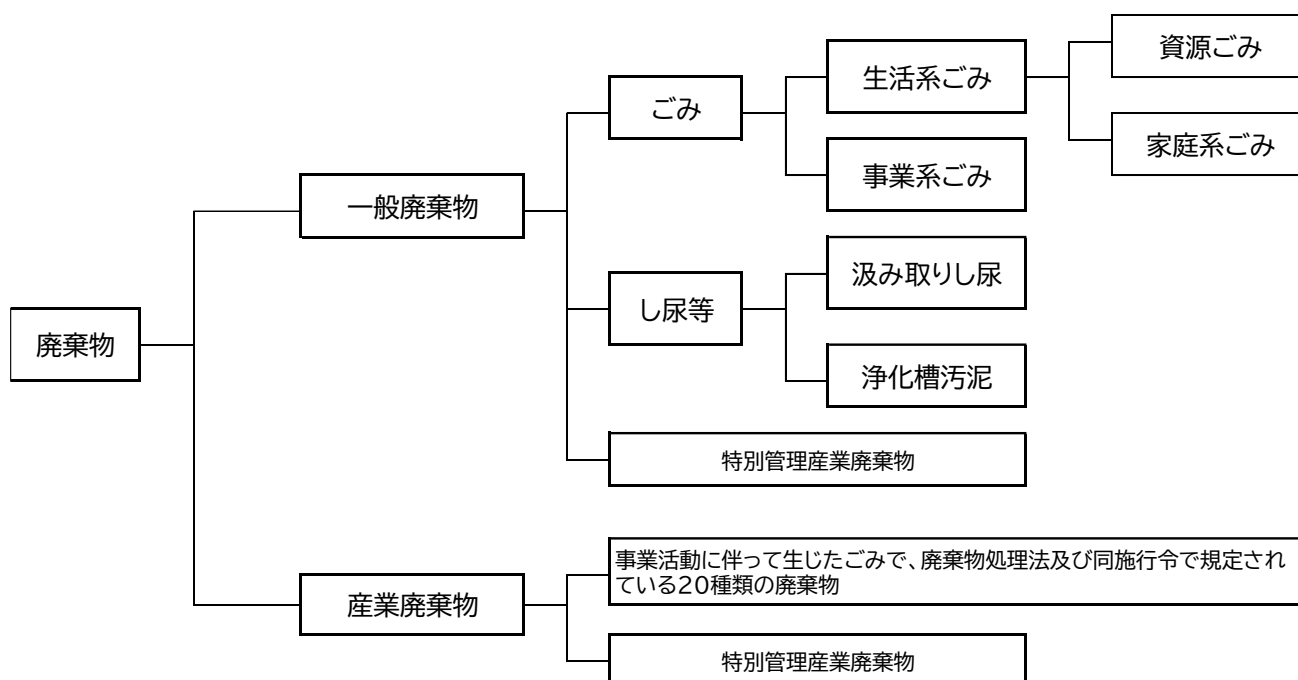 廃棄物
一般廃棄物
ごみ
生活系ごみ
資源ごみ
家庭系ごみ
事業系ごみ
し尿等
汲み取りし尿
浄化槽汚泥
特別管理産業廃棄物
産業廃棄物
事業活動に伴って生じたごみで、廃棄物処理法及び同施行令で規定され
ている20種類の廃棄物
特別管理産業廃棄物